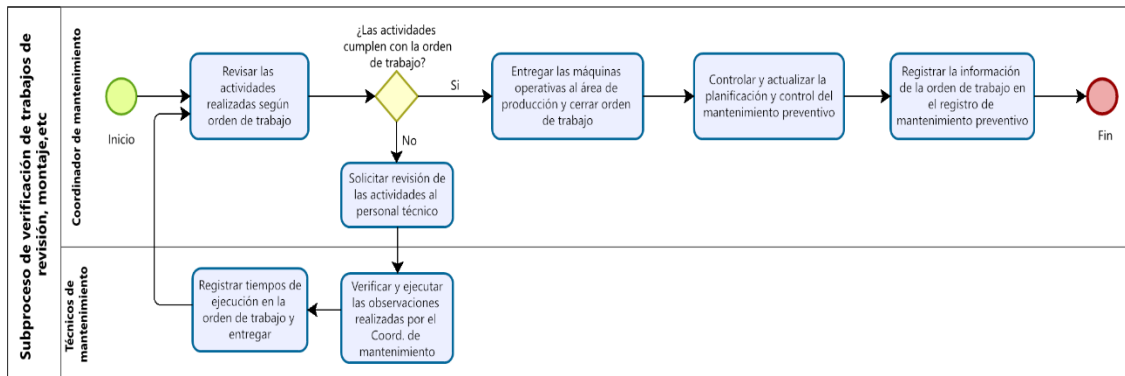 Subproceso de verificación de trabajos de
revisión, montaje,etc
Coordinador de mantenimiento
Inicio
Revisar las
actividades
realizadas según
orden de trabajo
¿Las actividades
cumplen con la orden
de trabajo?
Si
No
Entregar las máquinas
operativas al área de
producción y cerrar orden
de trabajo
Controlar y actualizar la
planificación y control del
mantenimiento preventivo
Registrar la información
de la orden de trabajo en
el registro de
mantenimiento preventivo
Fin
Solicitar revisión de
las actividades al
personal técnico
Técnicos de
mantenimiento
Registrar tiempos de
ejecución en la
orden de trabajo y
entregar
Verificar y ejecutar
las observaciones
realizadas por el
Coord. de
mantenimiento